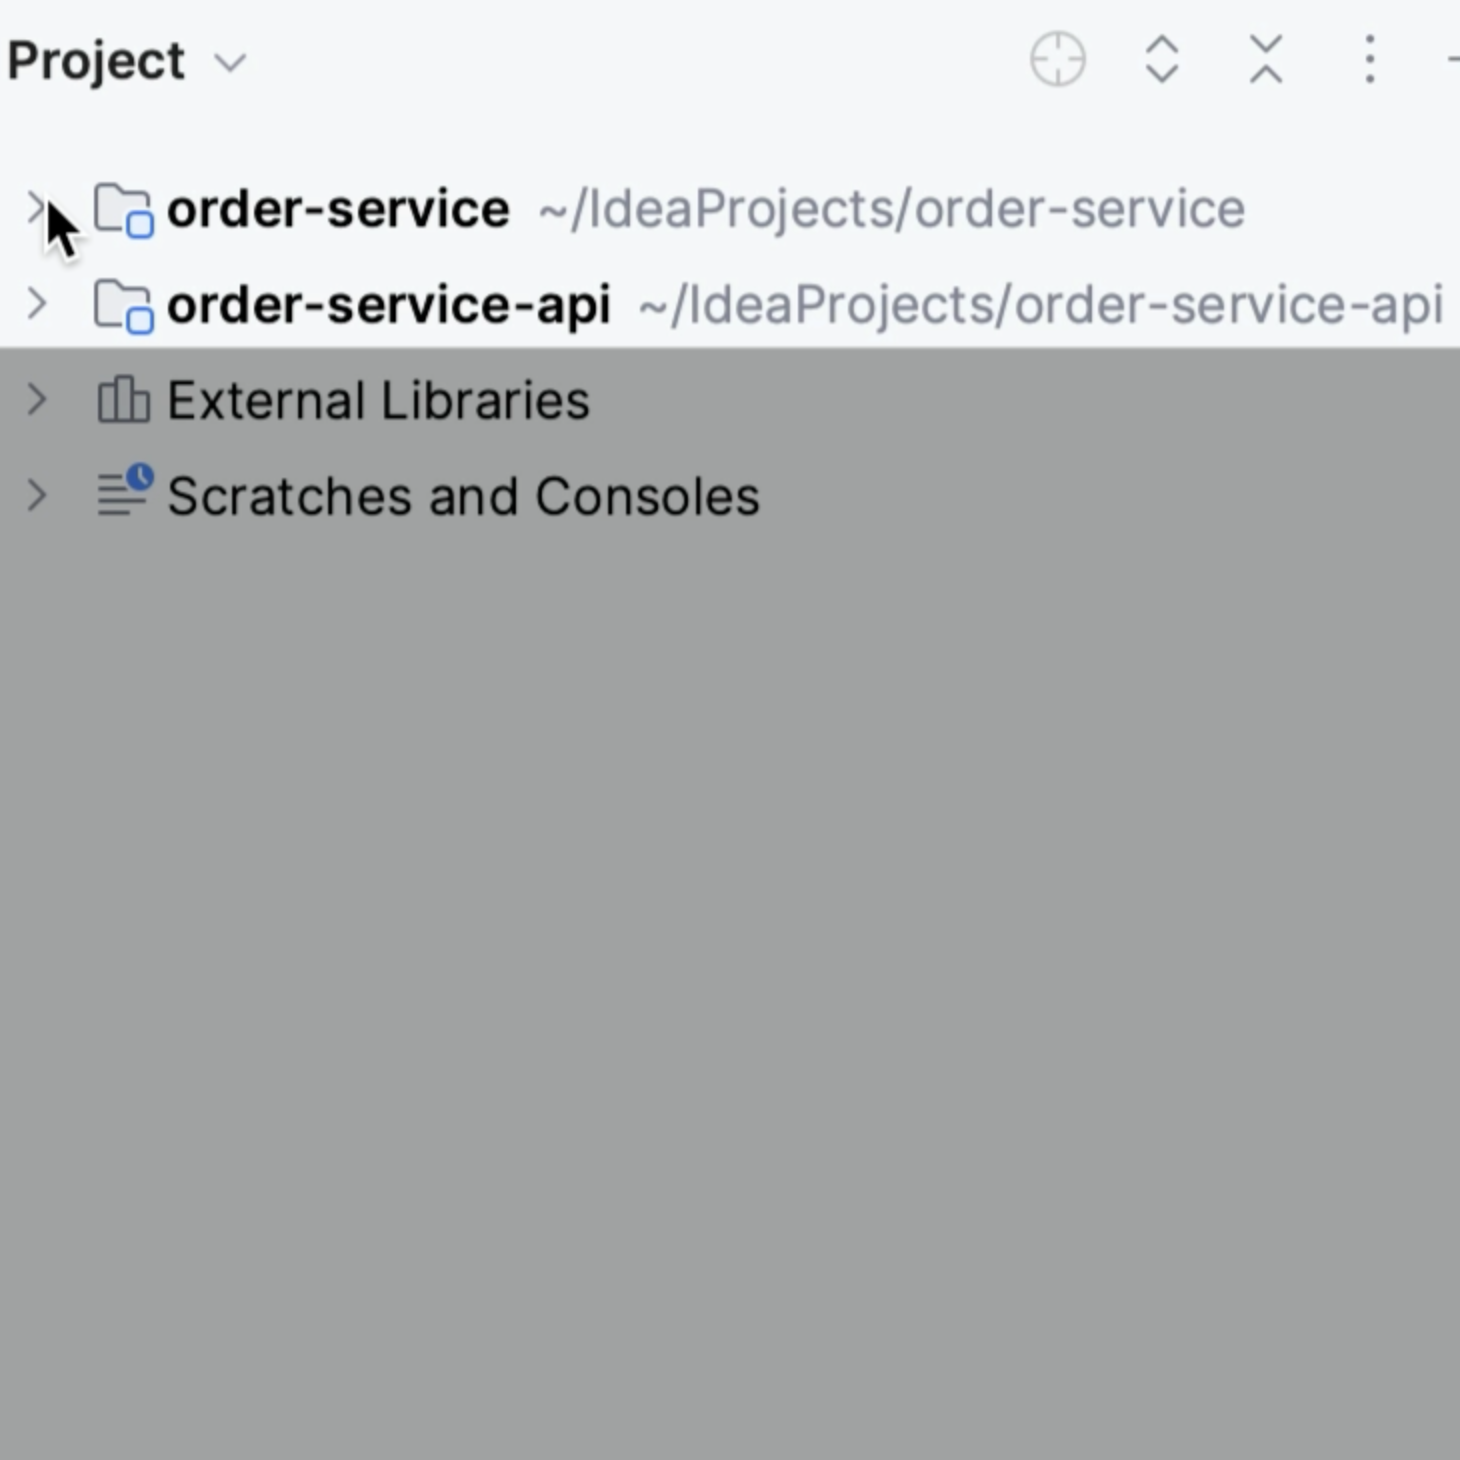 Project
order-service ~/IdeaProjects/order-service
order-service-api ~/IdeaProjects/order-service-api
External Libraries
Scratches and Consoles